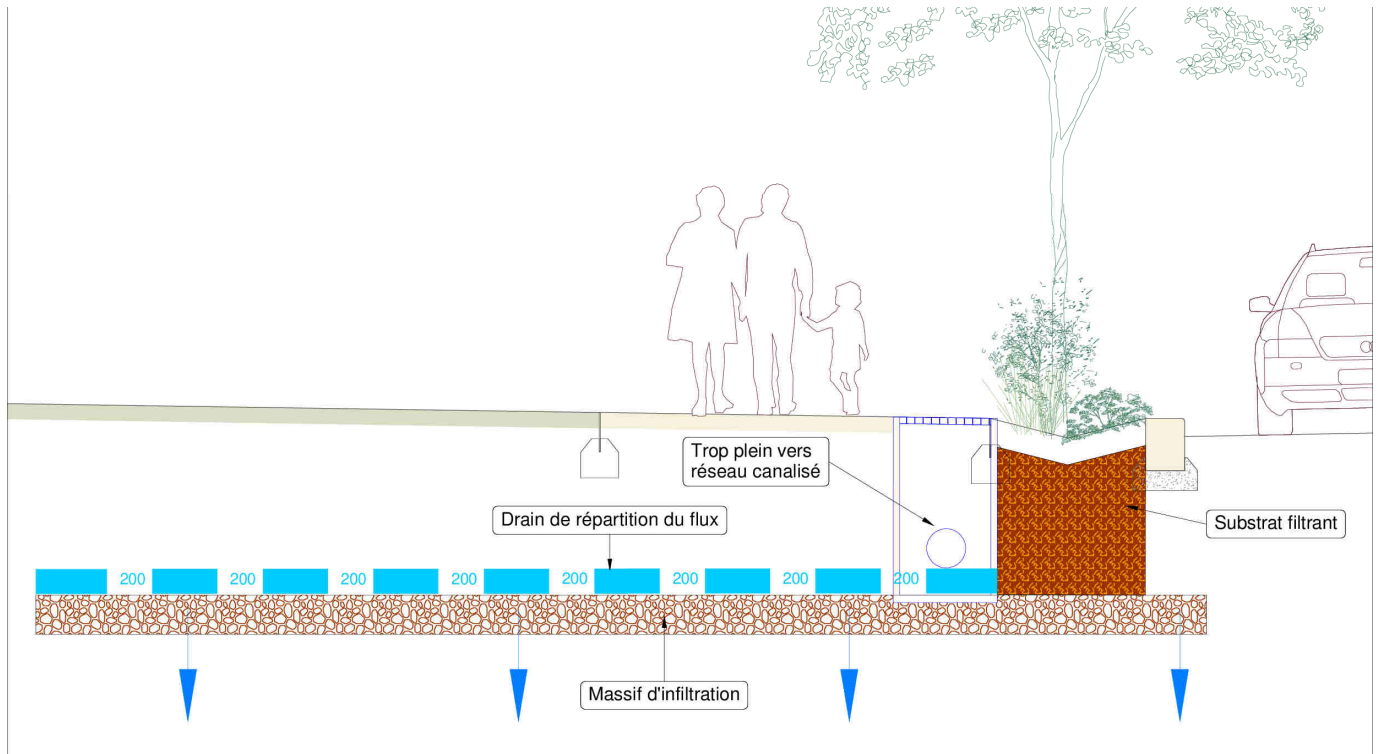 Trop plein vers
réseau canalisé
Drain de répartition du flux
Substrat filtrant
200 200 200 200 200 200 200 200
Massif d'infiltration